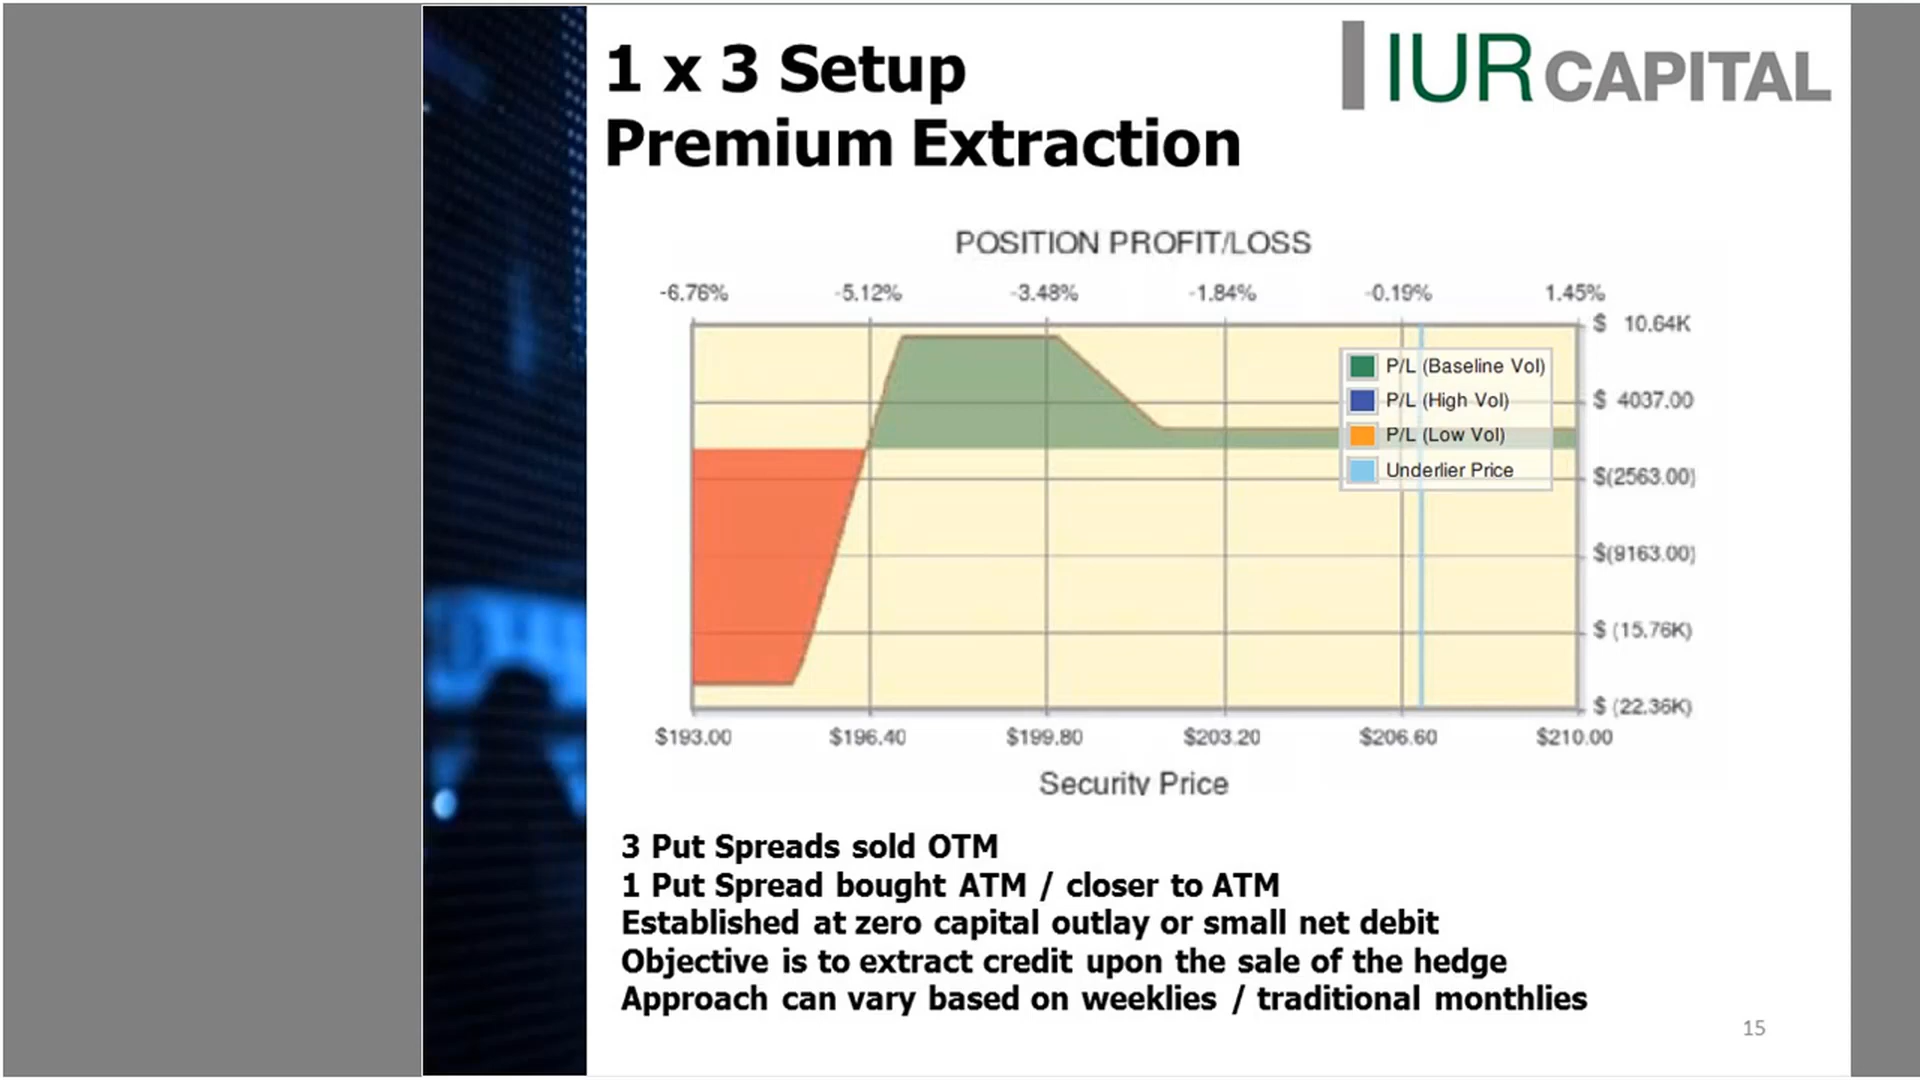 1 x 3 Setup
Premium Extraction
IUR CAPITAL
POSITION PROFIT/LOSS
-6.76% -5.12% -3.48% -1.84% -0.19% 1.45%
$ 10.64K
$ 4037.00
$(2563.00)
$(9163.00)
$ (15.76K)
$ (22.36K)
P/L (Baseline Vol)
P/L (High Vol)
P/L (Low Vol)
Underlier Price
$193.00 $196.40 $199.80 $203.20 $206.60 $210.00
Security Price
3 Put Spreads sold OTM
1 Put Spread bought ATM / closer to ATM
Established at zero capital outlay or small net debit
Objective is to extract credit upon the sale of the hedge
Approach can vary based on weeklies / traditional monthlies
15